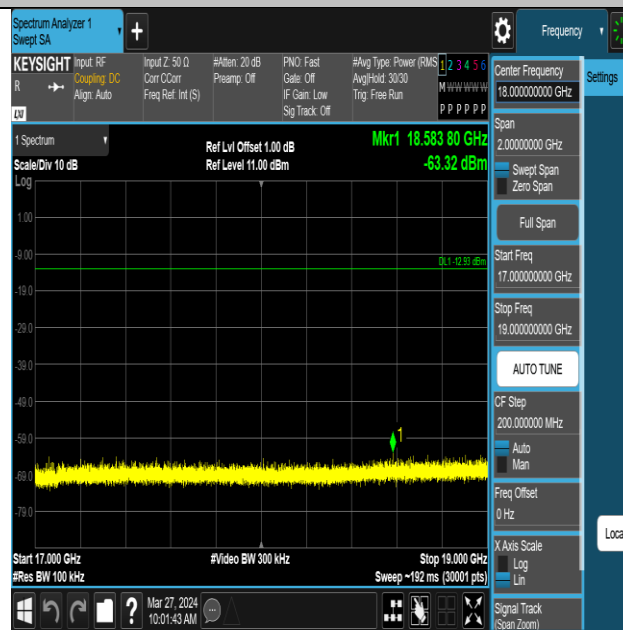 Spectrum Analyzer 1
Swept SA
+
Frequency
KEYSIGHT
R
LXI
Input: RF
Coupling: DC
Align: Auto
Input Z: 50 Ω
Corr CCorr
Freq Ref: Int (S)
#Atten: 20 dB
Preamp: Off
PNO: Fast
Gate: Off
IF Gain: Low
Sig Track: Off
#Avg Type: Power (RMS
Avg|Hold: 30/30
Trig: Free Run
1 2 3 4 5 6
M W W W W W
P P P P P P
1 Spectrum
Scale/Div 10 dB
Log
Ref Lvl Offset 1.00 dB
Ref Level 11.00 dBm
Mkr1 18.583 80 GHz
-63.32 dBm
1.00
-9.00
DL1 -12.93 dBm
-19.0
-29.0
-39.0
-49.0
-59.0
1
-69.0
-79.0
Start 17.000 GHz
#Res BW 100 kHz
#Video BW 300 kHz
Stop 19.000 GHz
Sweep ~192 ms (30001 pts)
?
Mar 27, 2024
10:01:43 AM
Center Frequency
18.000000000 GHz
Settings
Span
2.00000000 GHz
Swept Span
Zero Span
Full Span
Start Freq
17.000000000 GHz
Stop Freq
19.000000000 GHz
AUTO TUNE
CF Step
200.000000 MHz
Auto
Man
Freq Offset
0 Hz
X Axis Scale
Log
Lin
Loca
Signal Track
(Span Zoom)